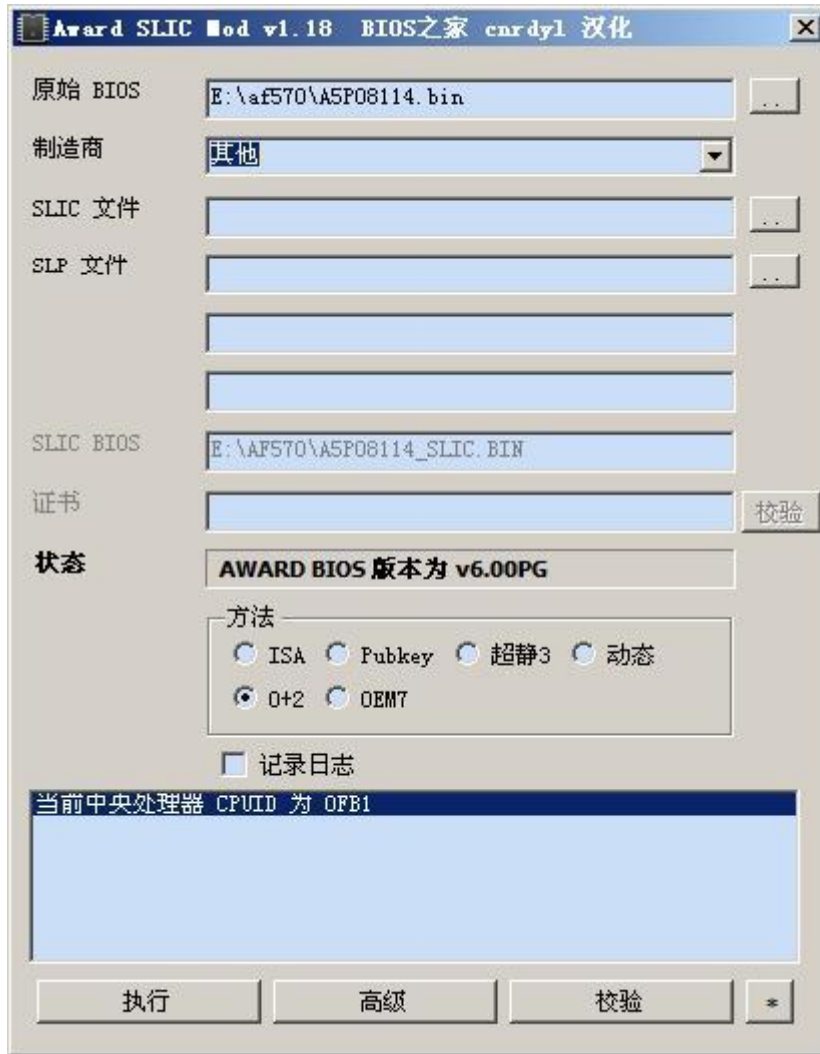 Award SLIC Mod v1.18 BIOS之家 cnrdyl 汉化
原始 BIOS
E:\af570\A5P08114.bin
..
制造商
其他
SLIC 文件
..
SLP 文件
..
SLIC BIOS
E:\AF570\A5P08114_SLIC.BIN
证书
校验
状态
AWARD BIOS 版本为 v6.00PG
方法
ISA Pubkey 超静3 动态
0+2 OEM7
记录日志
当前中央处理器 CPUID 为 0FB1
执行 高级 校验 *